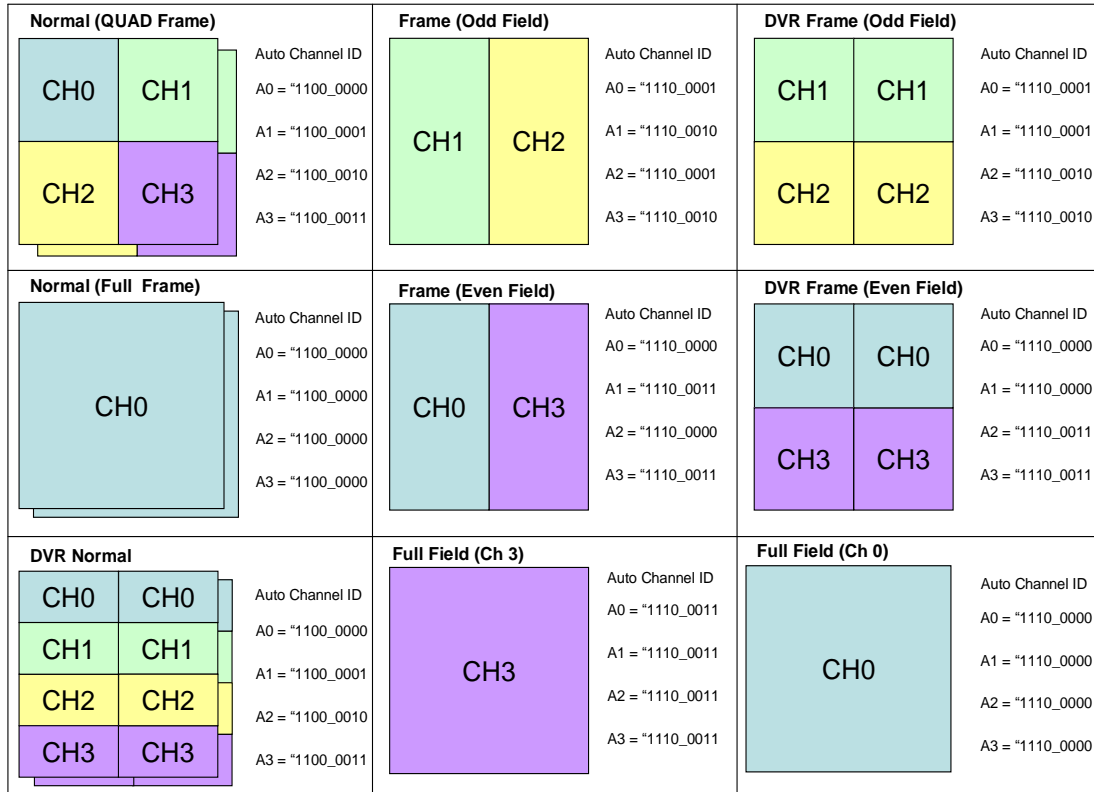 Normal (QUAD Frame)
CH0 CH1
CH2 CH3
Auto Channel ID
A0 = “1100_0000
A1 = “1100_0001
A2 = “1100_0010
A3 = “1100_0011
Frame (Odd Field)
CH1 CH2
Auto Channel ID
A0 = “1110_0001
A1 = “1110_0010
A2 = “1110_0001
A3 = “1110_0010
DVR Frame (Odd Field)
CH1 CH1
CH2 CH2
Auto Channel ID
A0 = “1110_0001
A1 = “1110_0001
A2 = “1110_0010
A3 = “1110_0010
Normal (Full Frame)
CH0
Auto Channel ID
A0 = “1100_0000
A1 = “1100_0000
A2 = “1100_0000
A3 = “1100_0000
Frame (Even Field)
CH0 CH3
Auto Channel ID
A0 = “1110_0000
A1 = “1110_0011
A2 = “1110_0000
A3 = “1110_0011
DVR Frame (Even Field)
CH0 CH0
CH3 CH3
Auto Channel ID
A0 = “1110_0000
A1 = “1110_0000
A2 = “1110_0011
A3 = “1110_0011
DVR Normal
CH0 CH0
CH1 CH1
CH2 CH2
CH3 CH3
Auto Channel ID
A0 = “1100_0000
A1 = “1100_0001
A2 = “1100_0010
A3 = “1100_0011
Full Field (Ch 3)
CH3
Auto Channel ID
A0 = “1110_0011
A1 = “1110_0011
A2 = “1110_0011
A3 = “1110_0011
Full Field (Ch 0)
CH0
Auto Channel ID
A0 = “1110_0000
A1 = “1110_0000
A2 = “1110_0000
A3 = “1110_0000